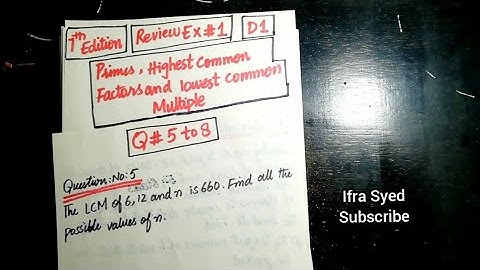 7th Edition
Review Ex # 1
D1
Primes, Highest Common
Factors and lowest common
Multiple
Q # 5 to 8
Question: No: 5
The LCM of 6, 12 and n is 660. Find all the
possible values of n.
Ifra Syed
Subscribe